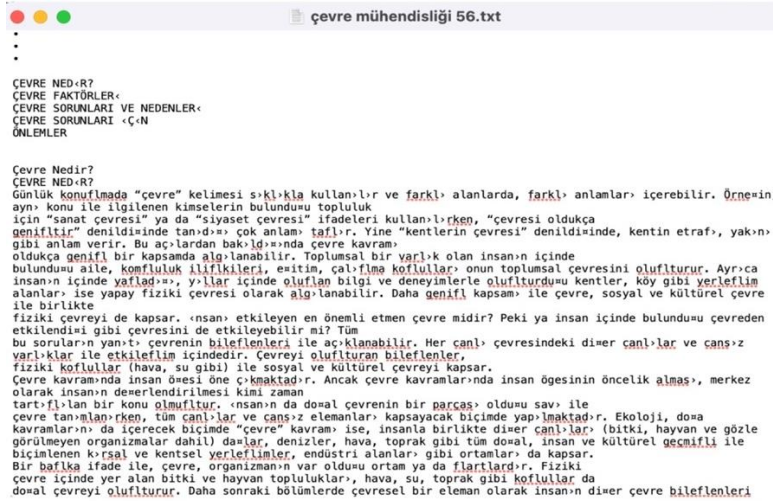 çevre mühendisliği 56.txt
•
•
•
ÇEVRE NED‹R?
ÇEVRE FAKTÖRLER‹
ÇEVRE SORUNLARI VE NEDENLER‹
ÇEVRE SORUNLARI ‹Ç‹N
ÖNLEMLER
Çevre Nedir?
ÇEVRE NED‹R?
Günlük konuflmada “çevre” kelimesi s›kl›kla kullan›l›r ve farkl› alanlarda, farkl› anlamlar› içerebilir. Örne¤in,
ayn› konu ile ilgilenen kimselerin bulundu¤u topluluk
için “sanat çevresi” ya da “siyaset çevresi” ifadeleri kullan›l›rken, “çevresi oldukça
genifltir” denildi¤inde tan›d›¤› çok anlam› tafl›r. Yine “kentlerin çevresi” denildi¤inde, kentin etraf›, yak›n›
gibi anlam verir. Bu aç›lardan bak›ld›¤›nda çevre kavram›
oldukça genifl bir kapsamda alg›lanabilir. Toplumsal bir varl›k olan insan›n içinde
bulundu¤u aile, komfluluk iliflkileri, e¤itim, çal›flma koflullar› onun toplumsal çevresini oluflturur. Ayr›ca
insan›n içinde yaflad›¤›, y›llar içinde oluflan bilgi ve deneyimlerle oluflturdu¤u kentler, köy gibi yerleflim
alanlar› ise yapay fiziki çevresi olarak alg›lanabilir. Daha genifl kapsam› ile çevre, sosyal ve kültürel çevre
ile birlikte
fiziki çevreyi de kapsar. ‹nsan› etkileyen en önemli etmen çevre midir? Peki ya insan içinde bulundu¤u çevreden
etkilendi¤i gibi çevresini de etkileyebilir mi? Tüm
bu sorular›n yan›t› çevrenin bileflenleri ile aç›klanabilir. Her canl› çevresindeki di¤er canl›lar ve cans›z
varl›klar ile etkileflim içindedir. Çevreyi oluflturan bileflenler,
fiziki koflullar (hava, su gibi) ile sosyal ve kültürel çevreyi kapsar.
Çevre kavram›nda insan ö¤esi öne ç›kmaktad›r. Ancak çevre kavramlar›nda insan ögesinin öncelik almas›, merkez
olarak insan›n de¤erlendirilmesi kimi zaman
tart›fl›lan bir konu olmufltur. ‹nsan›n da do¤al çevrenin bir parças› oldu¤u sav› ile
çevre tan›mlan›rken, tüm canl›lar ve cans›z elemanlar› kapsayacak biçimde yap›lmaktad›r. Ekoloji, do¤a
kavramlar›n› da içerecek biçimde “çevre” kavram› ise, insanla birlikte di¤er canl›lar› (bitki, hayvan ve gözle
görülmeyen organizmalar dahil) da¤lar, denizler, hava, toprak gibi tüm do¤al, insan ve kültürel geçmifli ile
biçimlenen k›rsal ve kentsel yerleflimler, endüstri alanlar› gibi ortamlar› da kapsar.
Bir baflka ifade ile, çevre, organizman›n var oldu¤u ortam ya da flartlard›r. Fiziki
çevre içinde yer alan bitki ve hayvan topluluklar›, hava, su, toprak gibi koflullar da
do¤al çevreyi oluflturur. Daha sonraki bölümlerde çevresel bir eleman olarak insan›n di¤er çevre bileflenleri